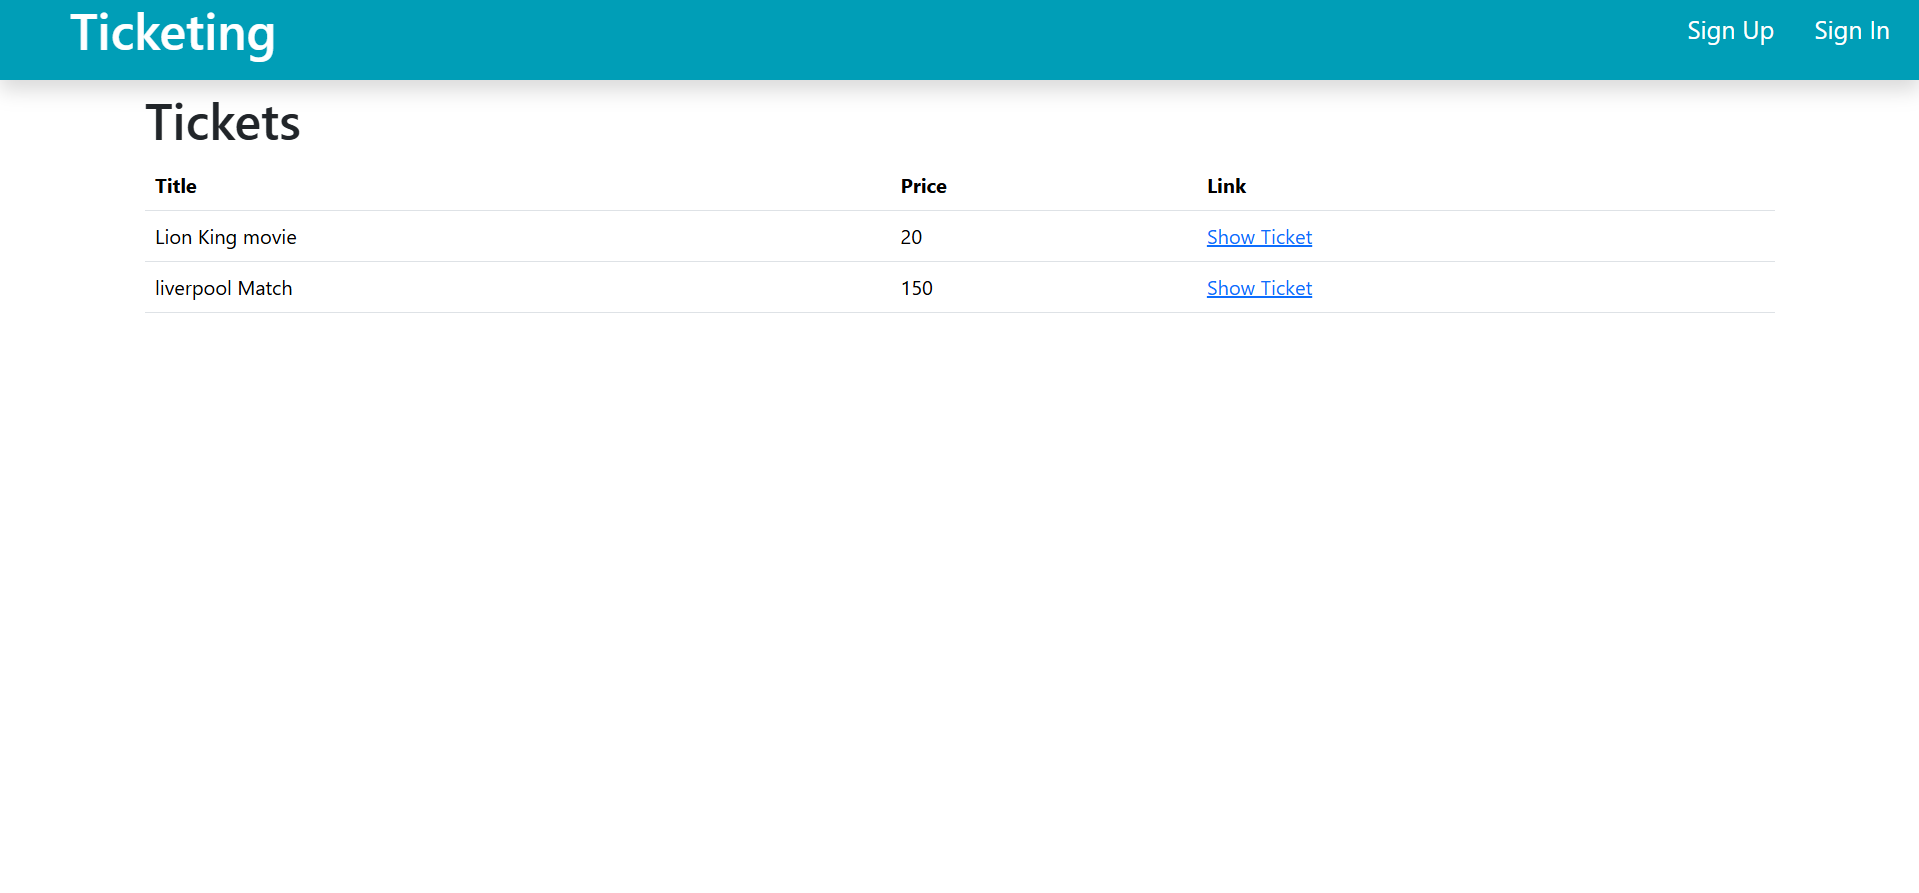 Ticketing Sign Up Sign In
Tickets
Title Price Link
Lion King movie 20 Show Ticket
liverpool Match 150 Show Ticket